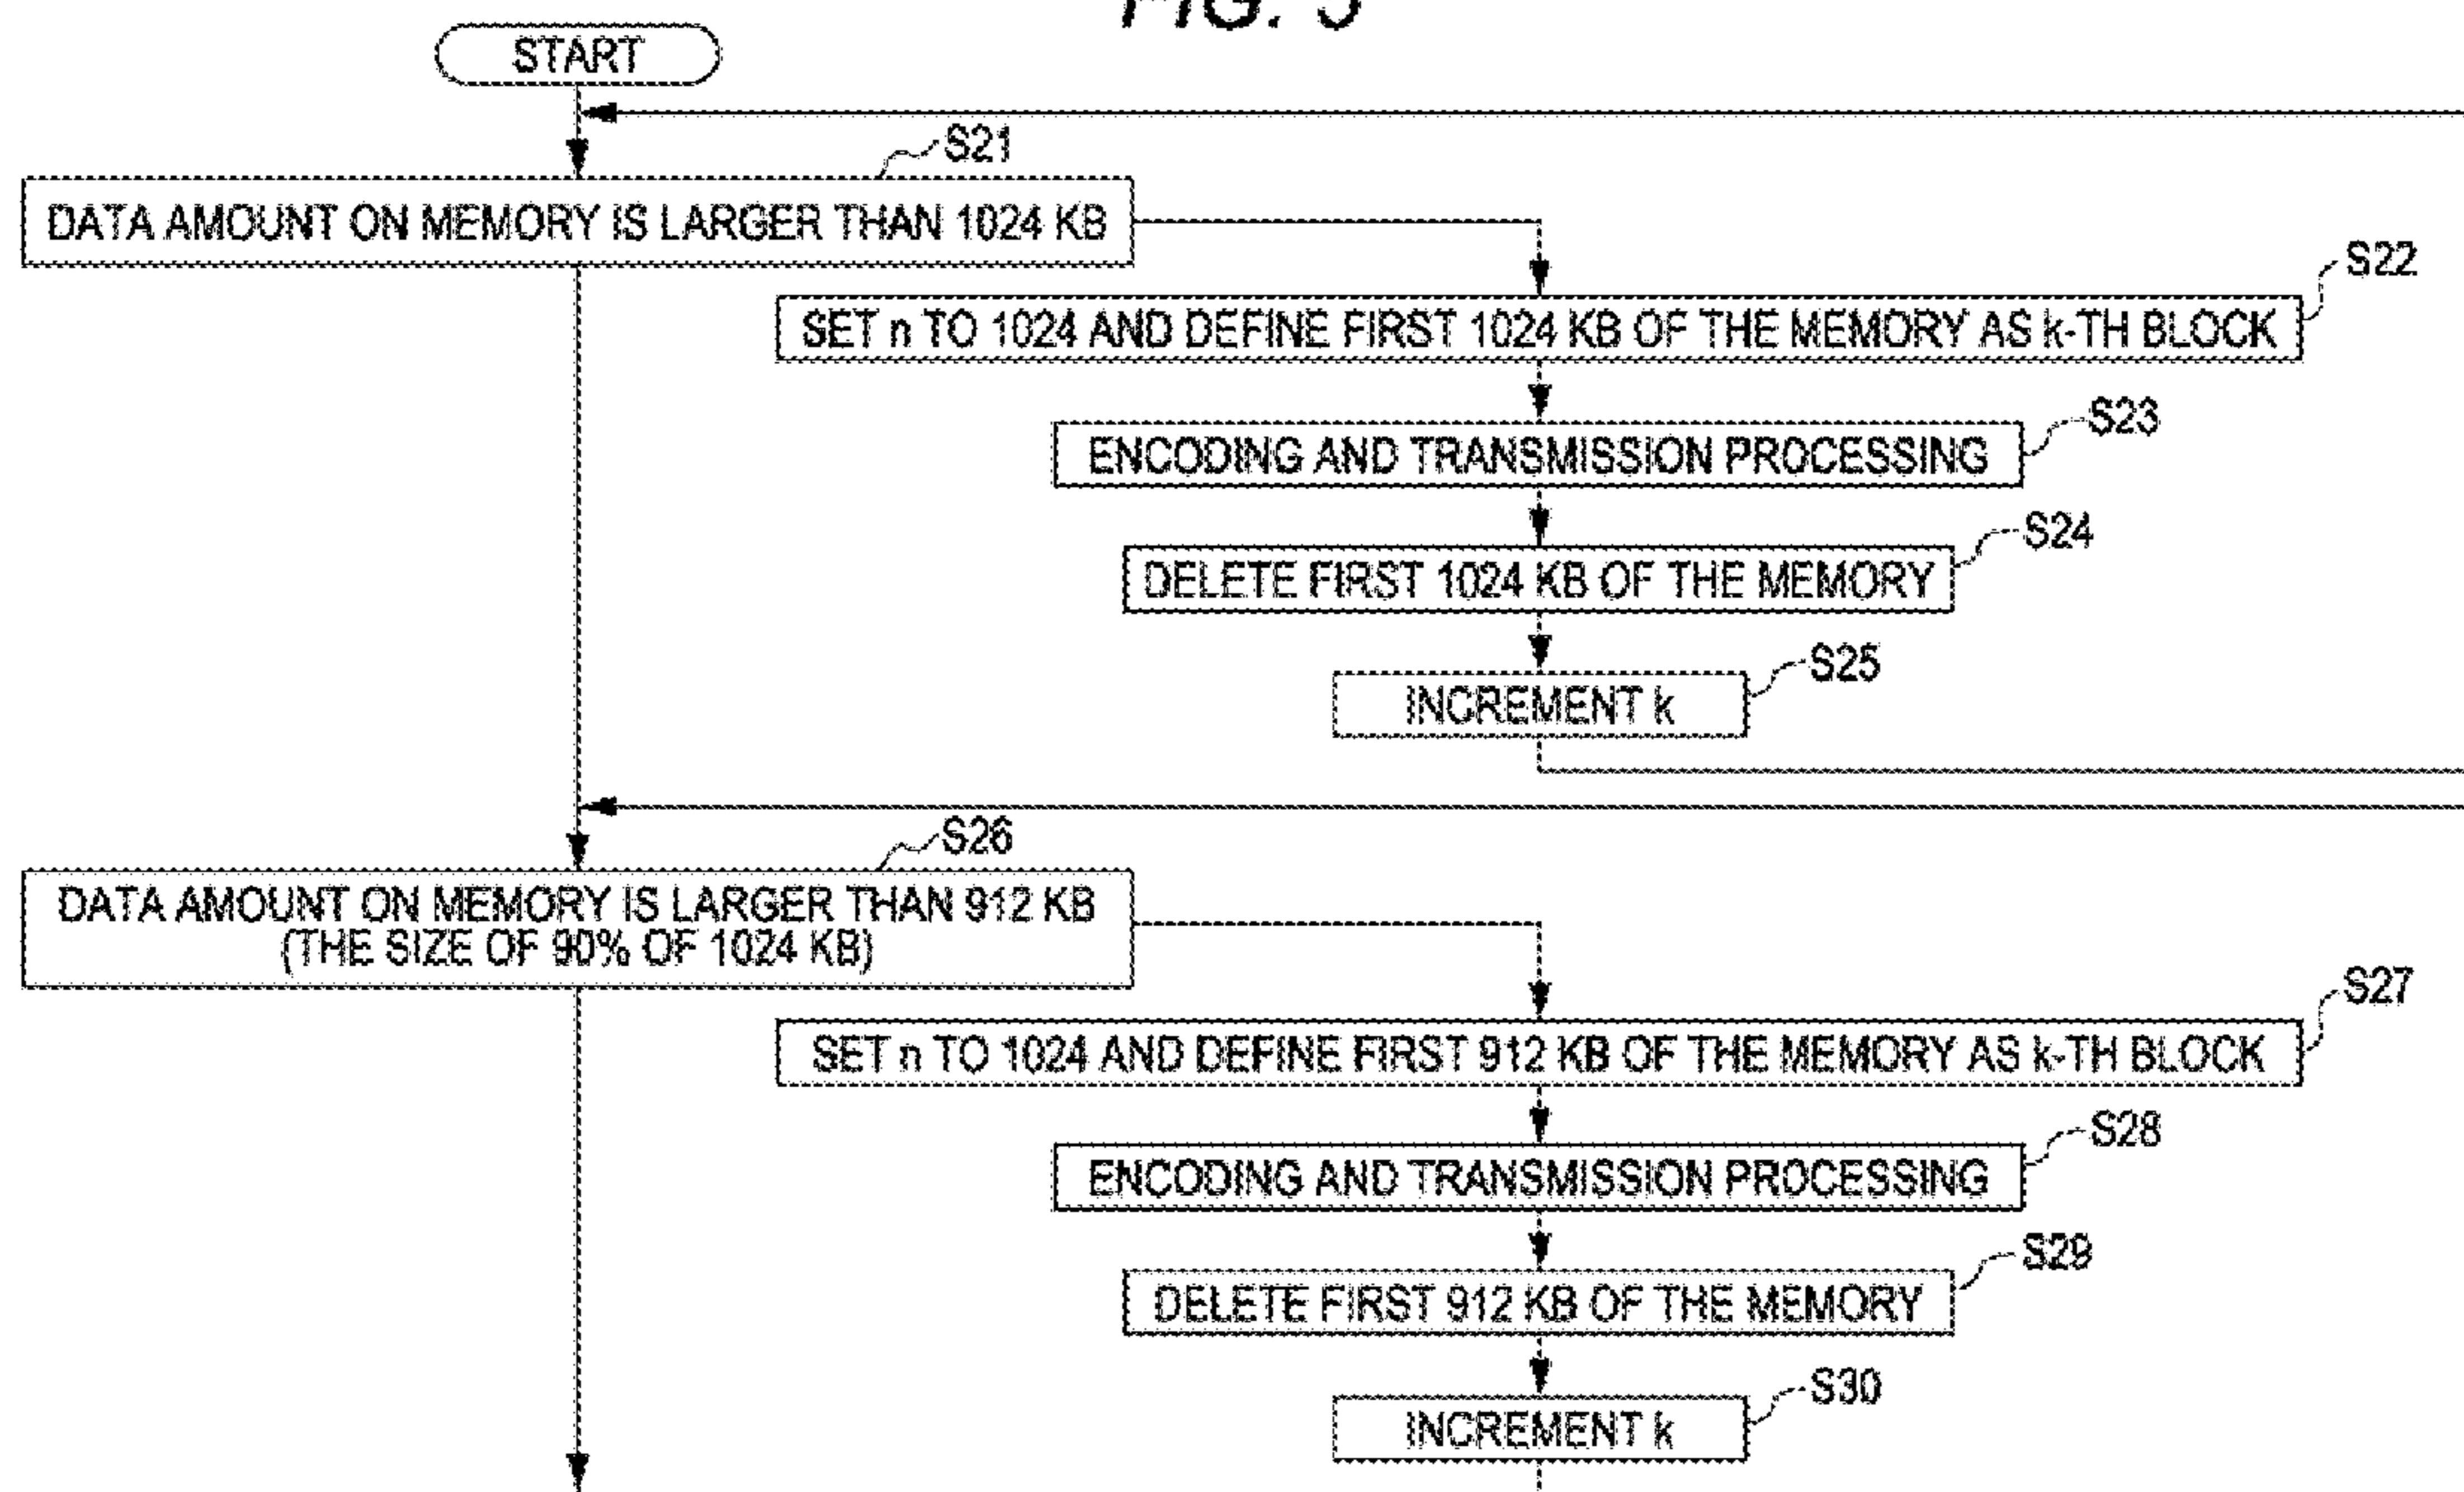 FIG. 5
START
S21
DATA AMOUNT ON MEMORY IS LARGER THAN 1024 KB
S22
SET n TO 1024 AND DEFINE FIRST 1024 KB OF THE MEMORY AS k-TH BLOCK
S23
ENCODING AND TRANSMISSION PROCESSING
S24
DELETE FIRST 1024 KB OF THE MEMORY
S25
INCREMENT k
S26
DATA AMOUNT ON MEMORY IS LARGER THAN 912 KB
(THE SIZE OF 90% OF 1024 KB)
S27
SET n TO 1024 AND DEFINE FIRST 912 KB OF THE MEMORY AS k-TH BLOCK
S28
ENCODING AND TRANSMISSION PROCESSING
S29
DELETE FIRST 912 KB OF THE MEMORY
S30
INCREMENT k